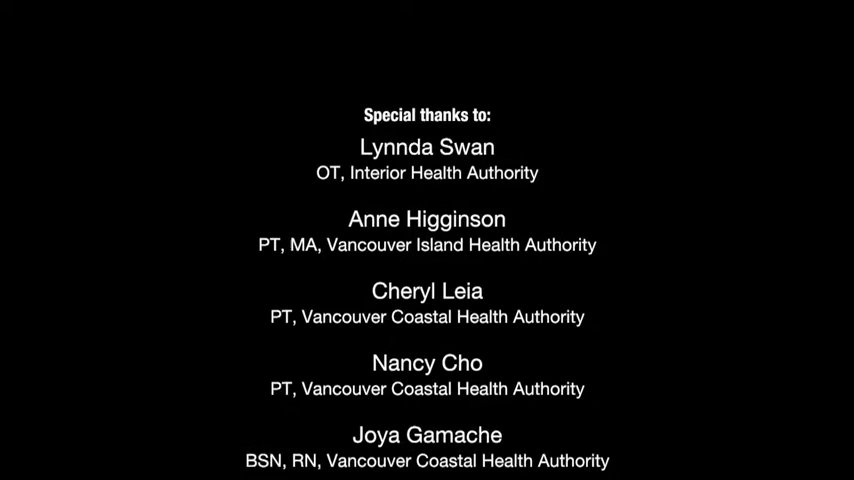 Special thanks to:
Lynnda Swan
OT, Interior Health Authority
Anne Higginson
PT, MA, Vancouver Island Health Authority
Cheryl Leia
PT, Vancouver Coastal Health Authority
Nancy Cho
PT, Vancouver Coastal Health Authority
Joya Gamache
BSN, RN, Vancouver Coastal Health Authority